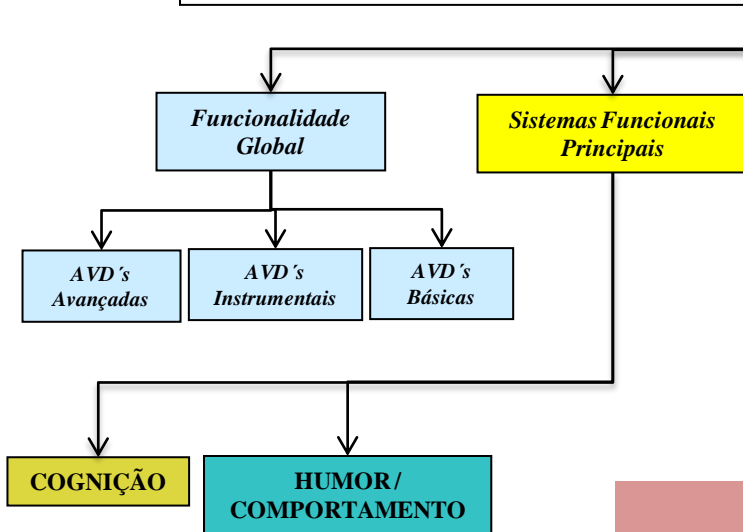 Funcionalidade
Global
Sistemas Funcionais
Principais
AVD´s
Avançadas
AVD´s
Instrumentais
AVD´s
Básicas
COGNIÇÃO
HUMOR/
COMPORTAMENTO